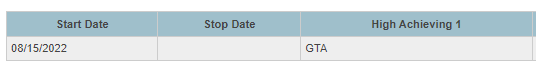 Start Date Stop Date High Achieving 1
08/15/2022 GTA